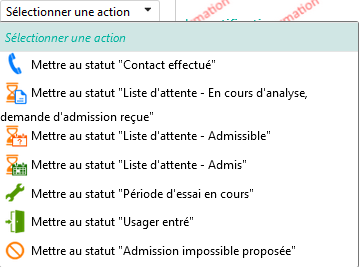 Sélectionner une action
Sélectionner une action
Mettre au statut "Contact effectué"
Mettre au statut "Liste d'attente - En cours d'analyse,
demande d'admission reçue"
Mettre au statut "Liste d'attente - Admissible"
Mettre au statut "Liste d'attente - Admis"
Mettre au statut "Période d'essai en cours"
Mettre au statut "Usager entré"
Mettre au statut "Admission impossible proposée"